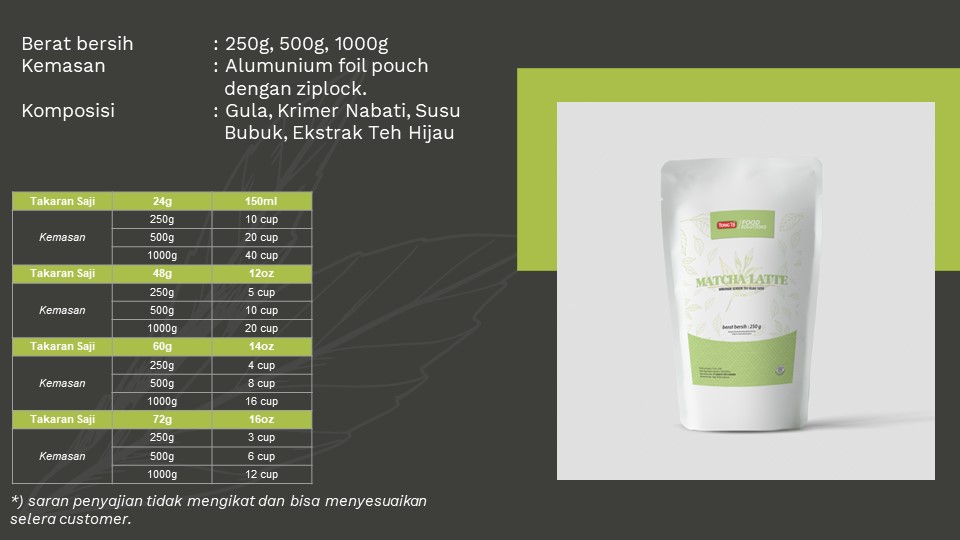 Berat bersih : 250g, 500g, 1000g
Kemasan : Alumunium foil pouch
dengan ziplock.
Komposisi : Gula, Krimer Nabati, Susu
Bubuk, Ekstrak Teh Hijau
Takaran Saji 24g 150ml
Kemasan
250g 10 cup
500g 20 cup
1000g 40 cup
Takaran Saji 48g 12oz
Kemasan
250g 5 cup
500g 10 cup
1000g 20 cup
Takaran Saji 60g 14oz
Kemasan
250g 4 cup
500g 8 cup
1000g 16 cup
Takaran Saji 72g 16oz
Kemasan
250g 3 cup
500g 6 cup
1000g 12 cup
*) saran penyajian tidak mengikat dan bisa menyesuaikan
selera customer.
FOOD
MATCHA LATTE
berat bersih : 250 g